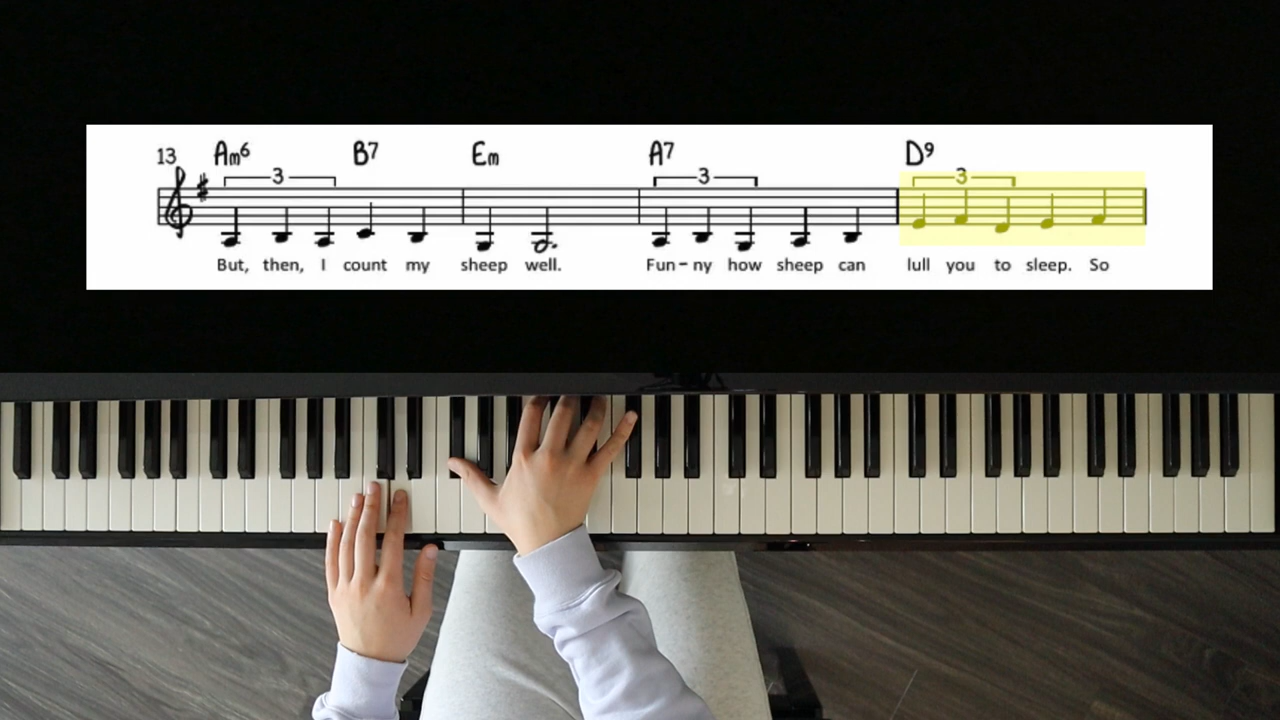 13 Am6 B7 Em A7 D9
3 3 3
But, then, I count my sheep well. Fun-ny how sheep can lull you to sleep. So